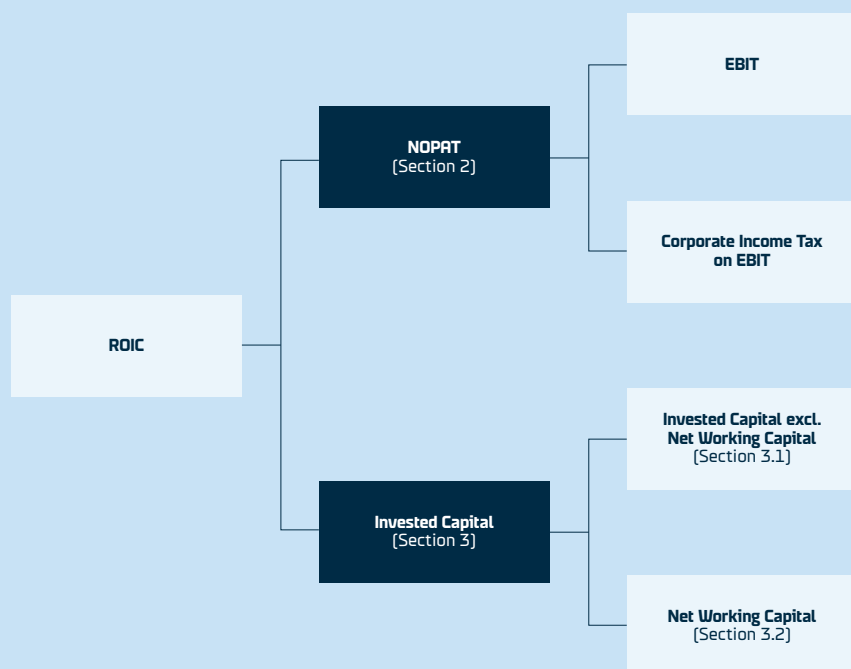 EBIT
NOPAT
(Section 2)
Corporate Income Tax
on EBIT
ROIC
Invested Capital excl.
Net Working Capital
(Section 3.1)
Invested Capital
(Section 3)
Net Working Capital
(Section 3.2)